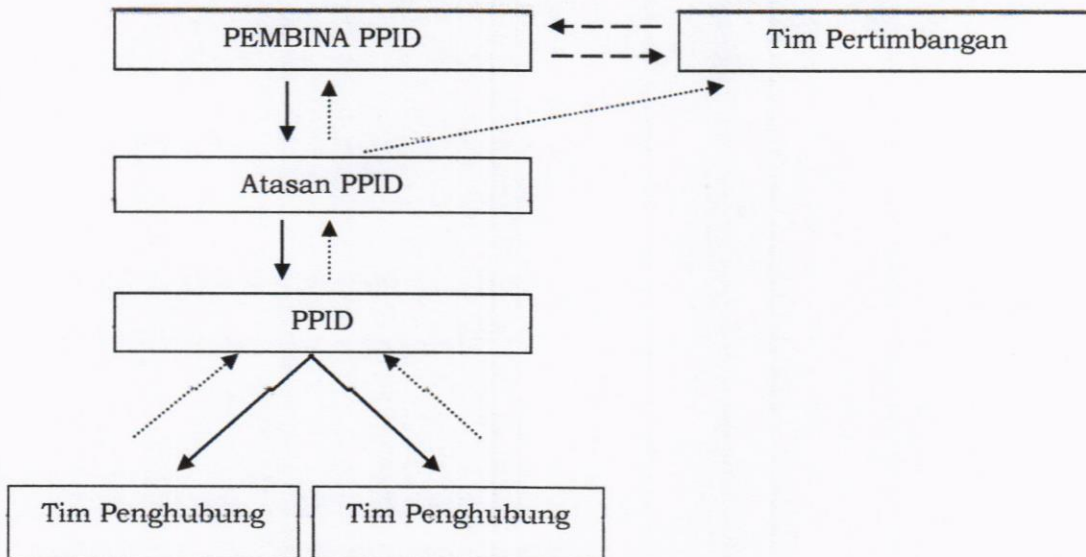 PEMBINA PPID
Tim Pertimbangan
Atasan PPID
PPID
Tim Penghubung
Tim Penghubung